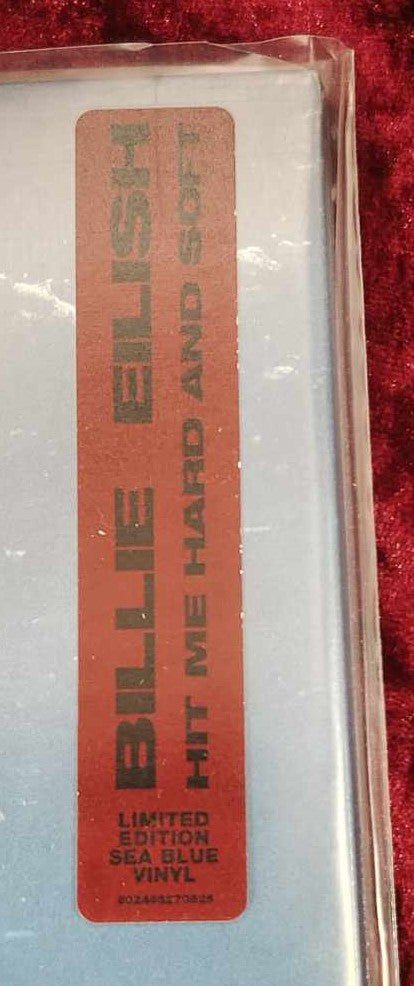 BILLIE EILISH
HIT ME HARD AND SOFT
LIMITED
EDITION
SEA BLUE
VINYL